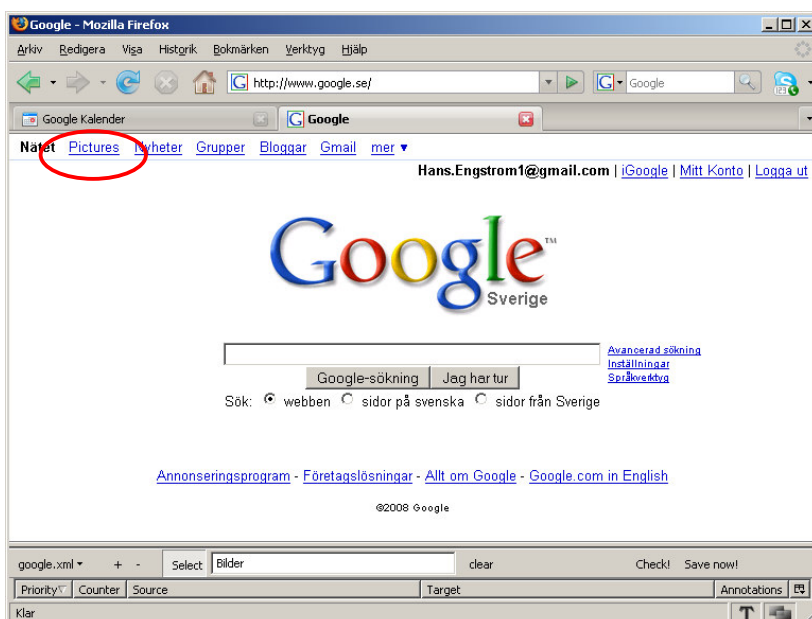 Google - Mozilla Firefox
Arkiv Redigera Visa Historik Bokmärken Verktyg Hjälp
http://www.google.se/ Google
Google Kalender Google
Nätet Pictures Nyheter Grupper Bloggar Gmail mer ▼
Hans.Engstrom1@gmail.com | iGoogle | Mitt Konto | Logga ut
Google™
Sverige
Avancerad sökning
Inställningar
Språkverktyg
Google-sökning Jag har tur
Sök: webben sidor på svenska sidor från Sverige
Annonseringsprogram - Företagslösningar - Allt om Google - Google.com in English
©2008 Google
google.xml + - Select Bilder clear Check! Save now!
Priority Counter Source Target Annotations
Klar T